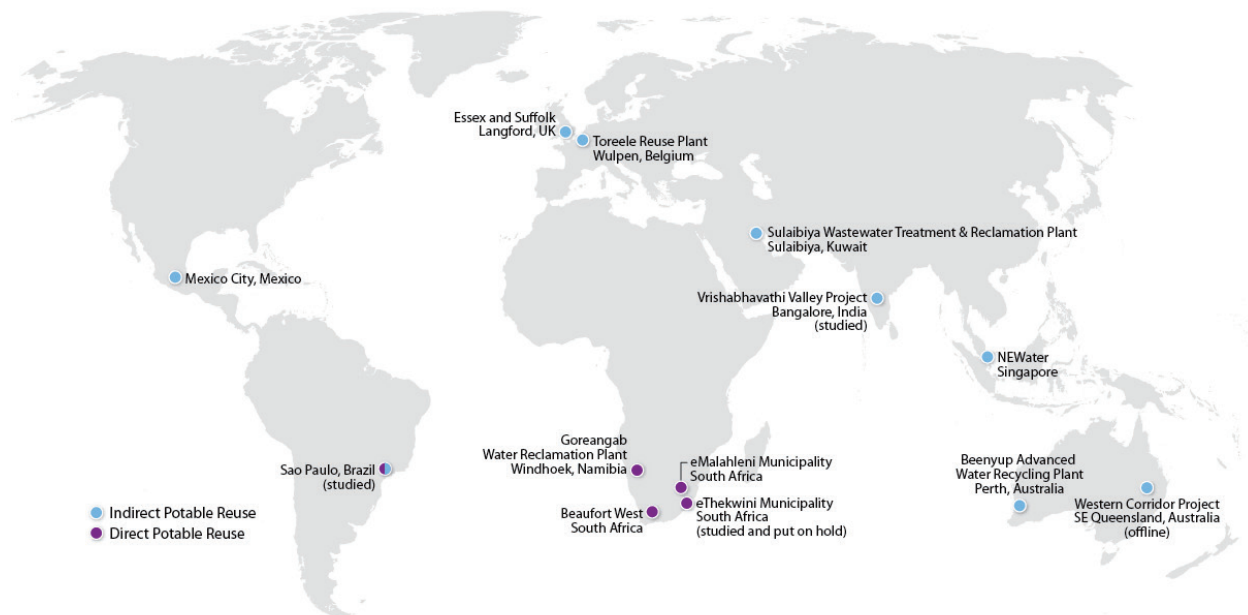 Essex and Suffolk
Langford, UK
Toreele Reuse Plant
Wulpen, Belgium
Sulaibiya Wastewater Treatment & Reclamation Plant
Sulaibiya, Kuwait
Mexico City, Mexico
Vrishabhavathi Valley Project
Bangalore, India
(studied)
NEWater
Singapore
Sao Paulo, Brazil
(studied)
Goreangab
Water Reclamation Plant
Windhoek, Namibia
eMalahleni Municipality
South Africa
Beaufort West
South Africa
eThekwini Municipality
South Africa
(studied and put on hold)
Beenyup Advanced
Water Recycling Plant
Perth, Australia
Western Corridor Project
SE Queensland, Australia
(offline)
Indirect Potable Reuse
Direct Potable Reuse